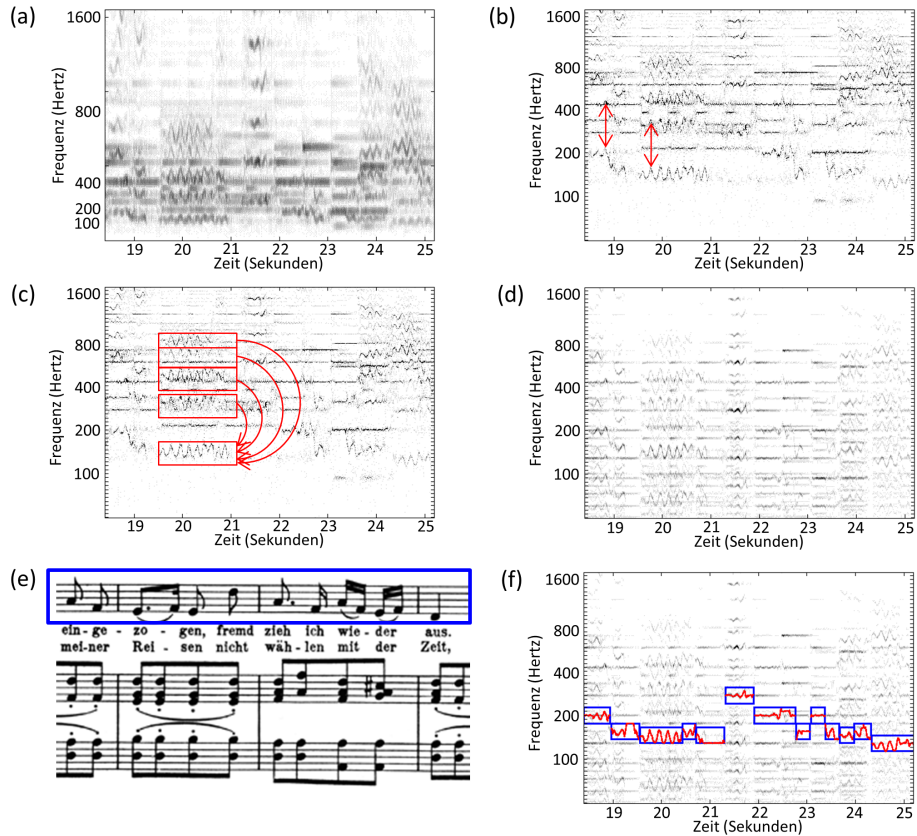 (a)
1600
800
400
200
100
Frequenz (Hertz)
19 20 21 22 23 24 25
Zeit (Sekunden)
(b)
1600
800
400
200
100
Frequenz (Hertz)
19 20 21 22 23 24 25
Zeit (Sekunden)
(c)
1600
800
400
200
100
Frequenz (Hertz)
19 20 21 22 23 24 25
Zeit (Sekunden)
(d)
1600
800
400
200
100
Frequenz (Hertz)
19 20 21 22 23 24 25
Zeit (Sekunden)
(e)
ein-ge - zo - gen, fremd zieh ich wie-der aus.
mei-ner Rei - sen nicht wäh-len mit der Zeit,
(f)
1600
800
400
200
100
Frequenz (Hertz)
19 20 21 22 23 24 25
Zeit (Sekunden)